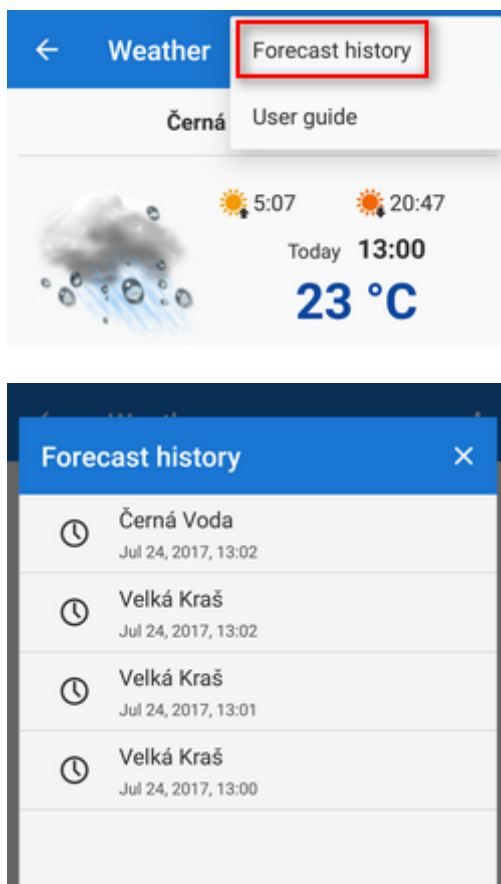 Weather
Forecast history
User guide
Černá
5:07 20:47
Today 13:00
23 °C
Forecast history
Černá Voda
Jul 24, 2017, 13:02
Velká Kraš
Jul 24, 2017, 13:02
Velká Kraš
Jul 24, 2017, 13:01
Velká Kraš
Jul 24, 2017, 13:00